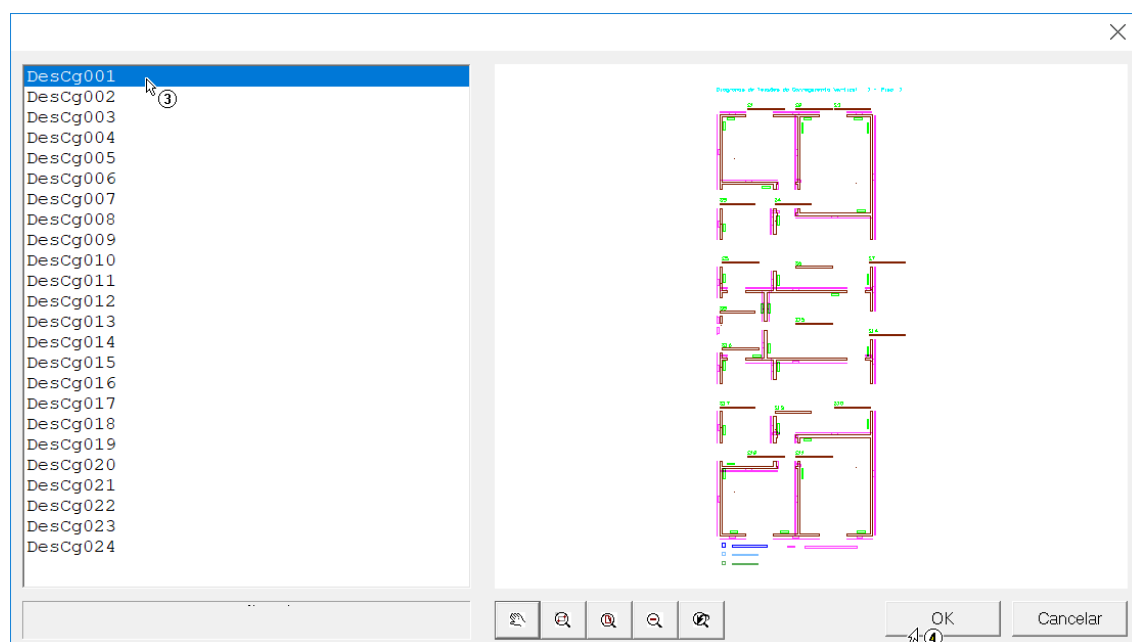 DesCg001
③
DesCg002
DesCg003
DesCg004
DesCg005
DesCg006
DesCg007
DesCg008
DesCg009
DesCg010
DesCg011
DesCg012
DesCg013
DesCg014
DesCg015
DesCg016
DesCg017
DesCg018
DesCg019
DesCg020
DesCg021
DesCg022
DesCg023
DesCg024
OK
④
Cancelar